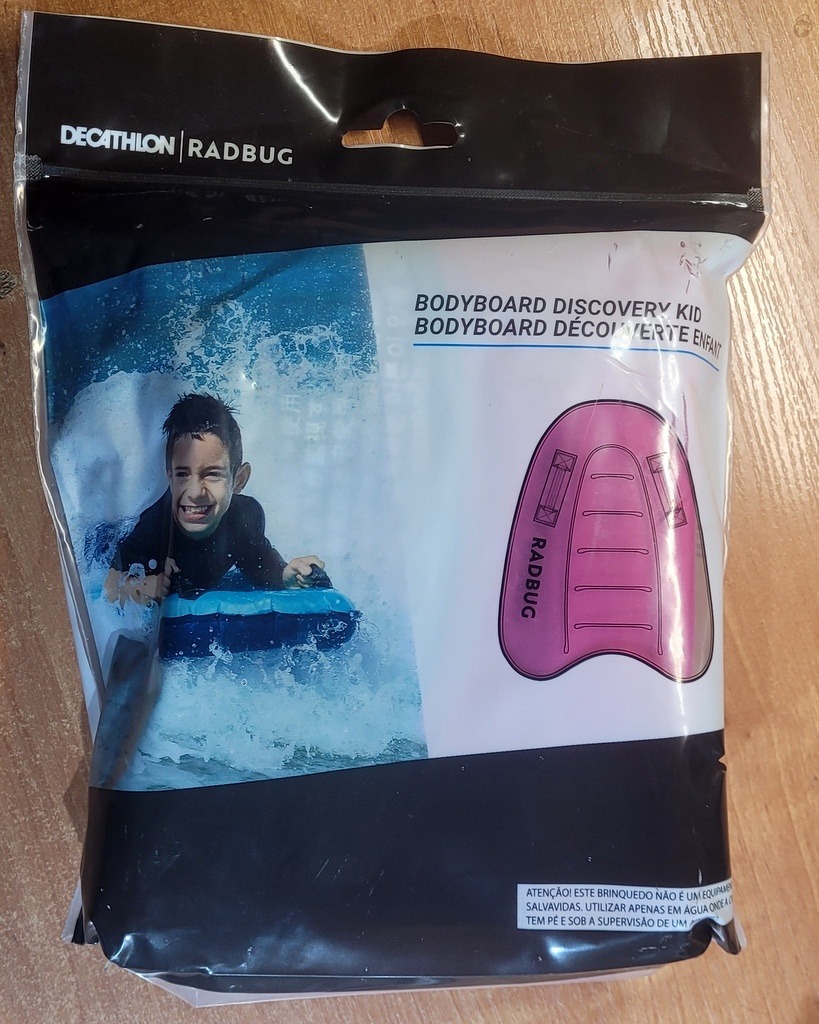 DECATHLON | RADBUG
BODYBOARD DISCOVERY KID
BODYBOARD DÉCOUVERTE ENFANT
RADBUG
ATENÇÃO! ESTE BRINQUEDO NÃO É UM
SALVAVIDAS. UTILIZAR APENAS EM ÁGUA ONDE A
TEM PÉ E SOB A SUPERVISÃO DE UM